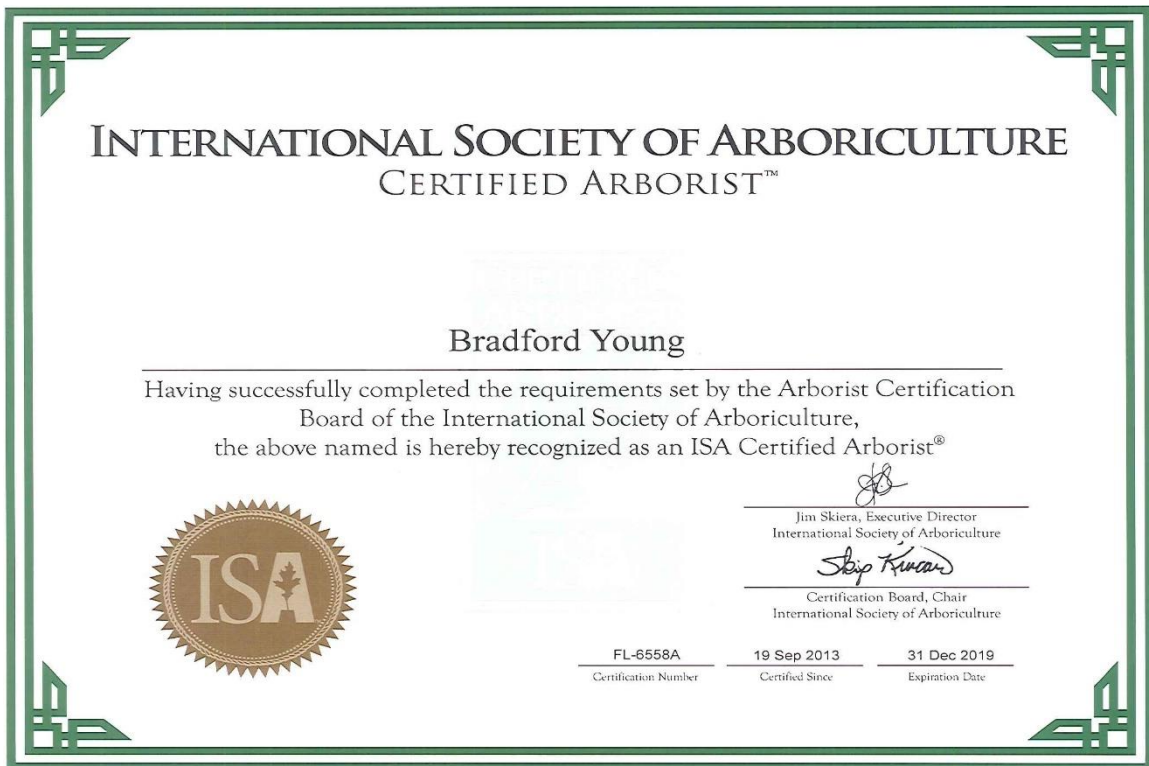 INTERNATIONAL SOCIETY OF ARBORICULTURE
CERTIFIED ARBORIST™
Bradford Young
Having successfully completed the requirements set by the Arborist Certification
Board of the International Society of Arboriculture,
the above named is hereby recognized as an ISA Certified Arborist®
Jim Skiera, Executive Director
International Society of Arboriculture
Certification Board, Chair
International Society of Arboriculture
ISA
FL-6558A 19 Sep 2013 31 Dec 2019
Certification Number Certified Since Expiration Date